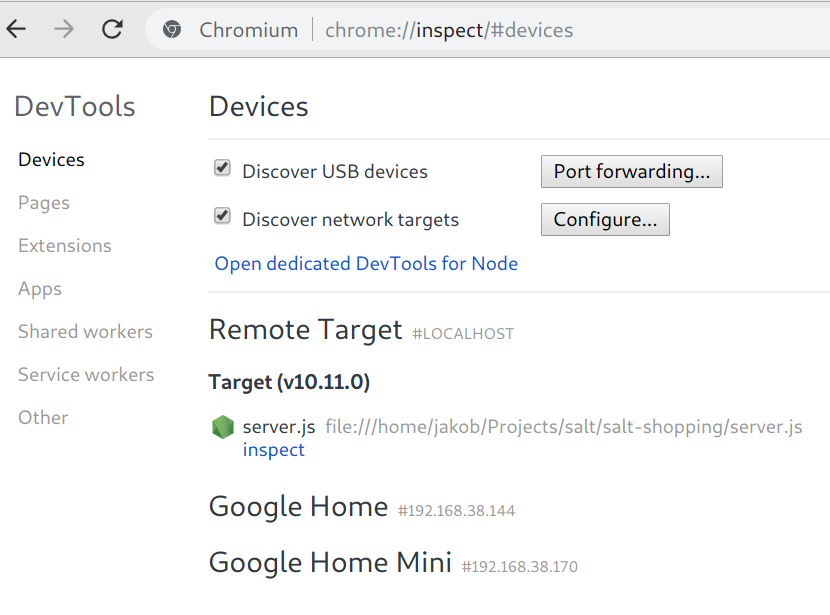 Chromium chrome://inspect/#devices
DevTools
Devices
Pages
Extensions
Apps
Shared workers
Service workers
Other
Devices
Discover USB devices Port forwarding...
Discover network targets Configure...
Open dedicated DevTools for Node
Remote Target #LOCALHOST
Target (v10.11.0)
server.js file:///home/jakob/Projects/salt/salt-shopping/server.js
inspect
Google Home #192.168.38.144
Google Home Mini #192.168.38.170